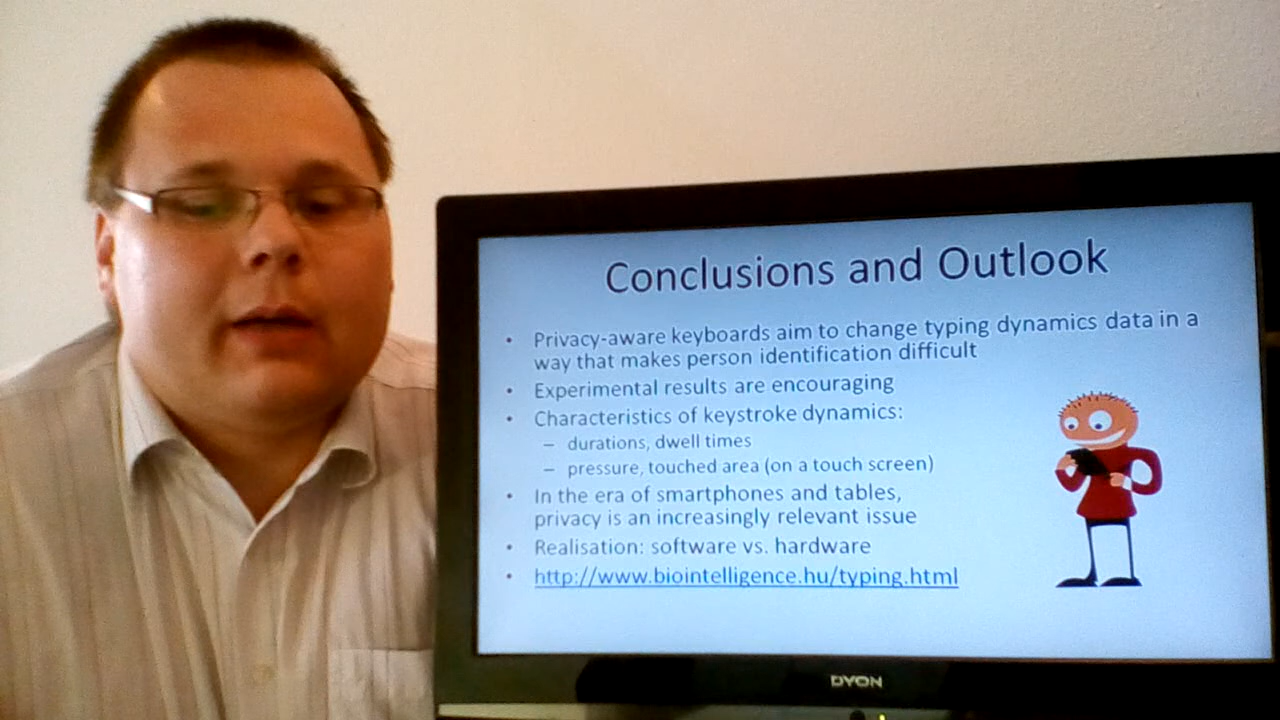 Conclusions and Outlook
• Privacy-aware keyboards aim to change typing dynamics data in a
way that makes person identification difficult
• Experimental results are encouraging
• Characteristics of keystroke dynamics:
– durations, dwell times
– pressure, touched area (on a touch screen)
• In the era of smartphones and tables,
privacy is an increasingly relevant issue
• Realisation: software vs. hardware
• http://www.biointelligence.hu/typing.html
DYON